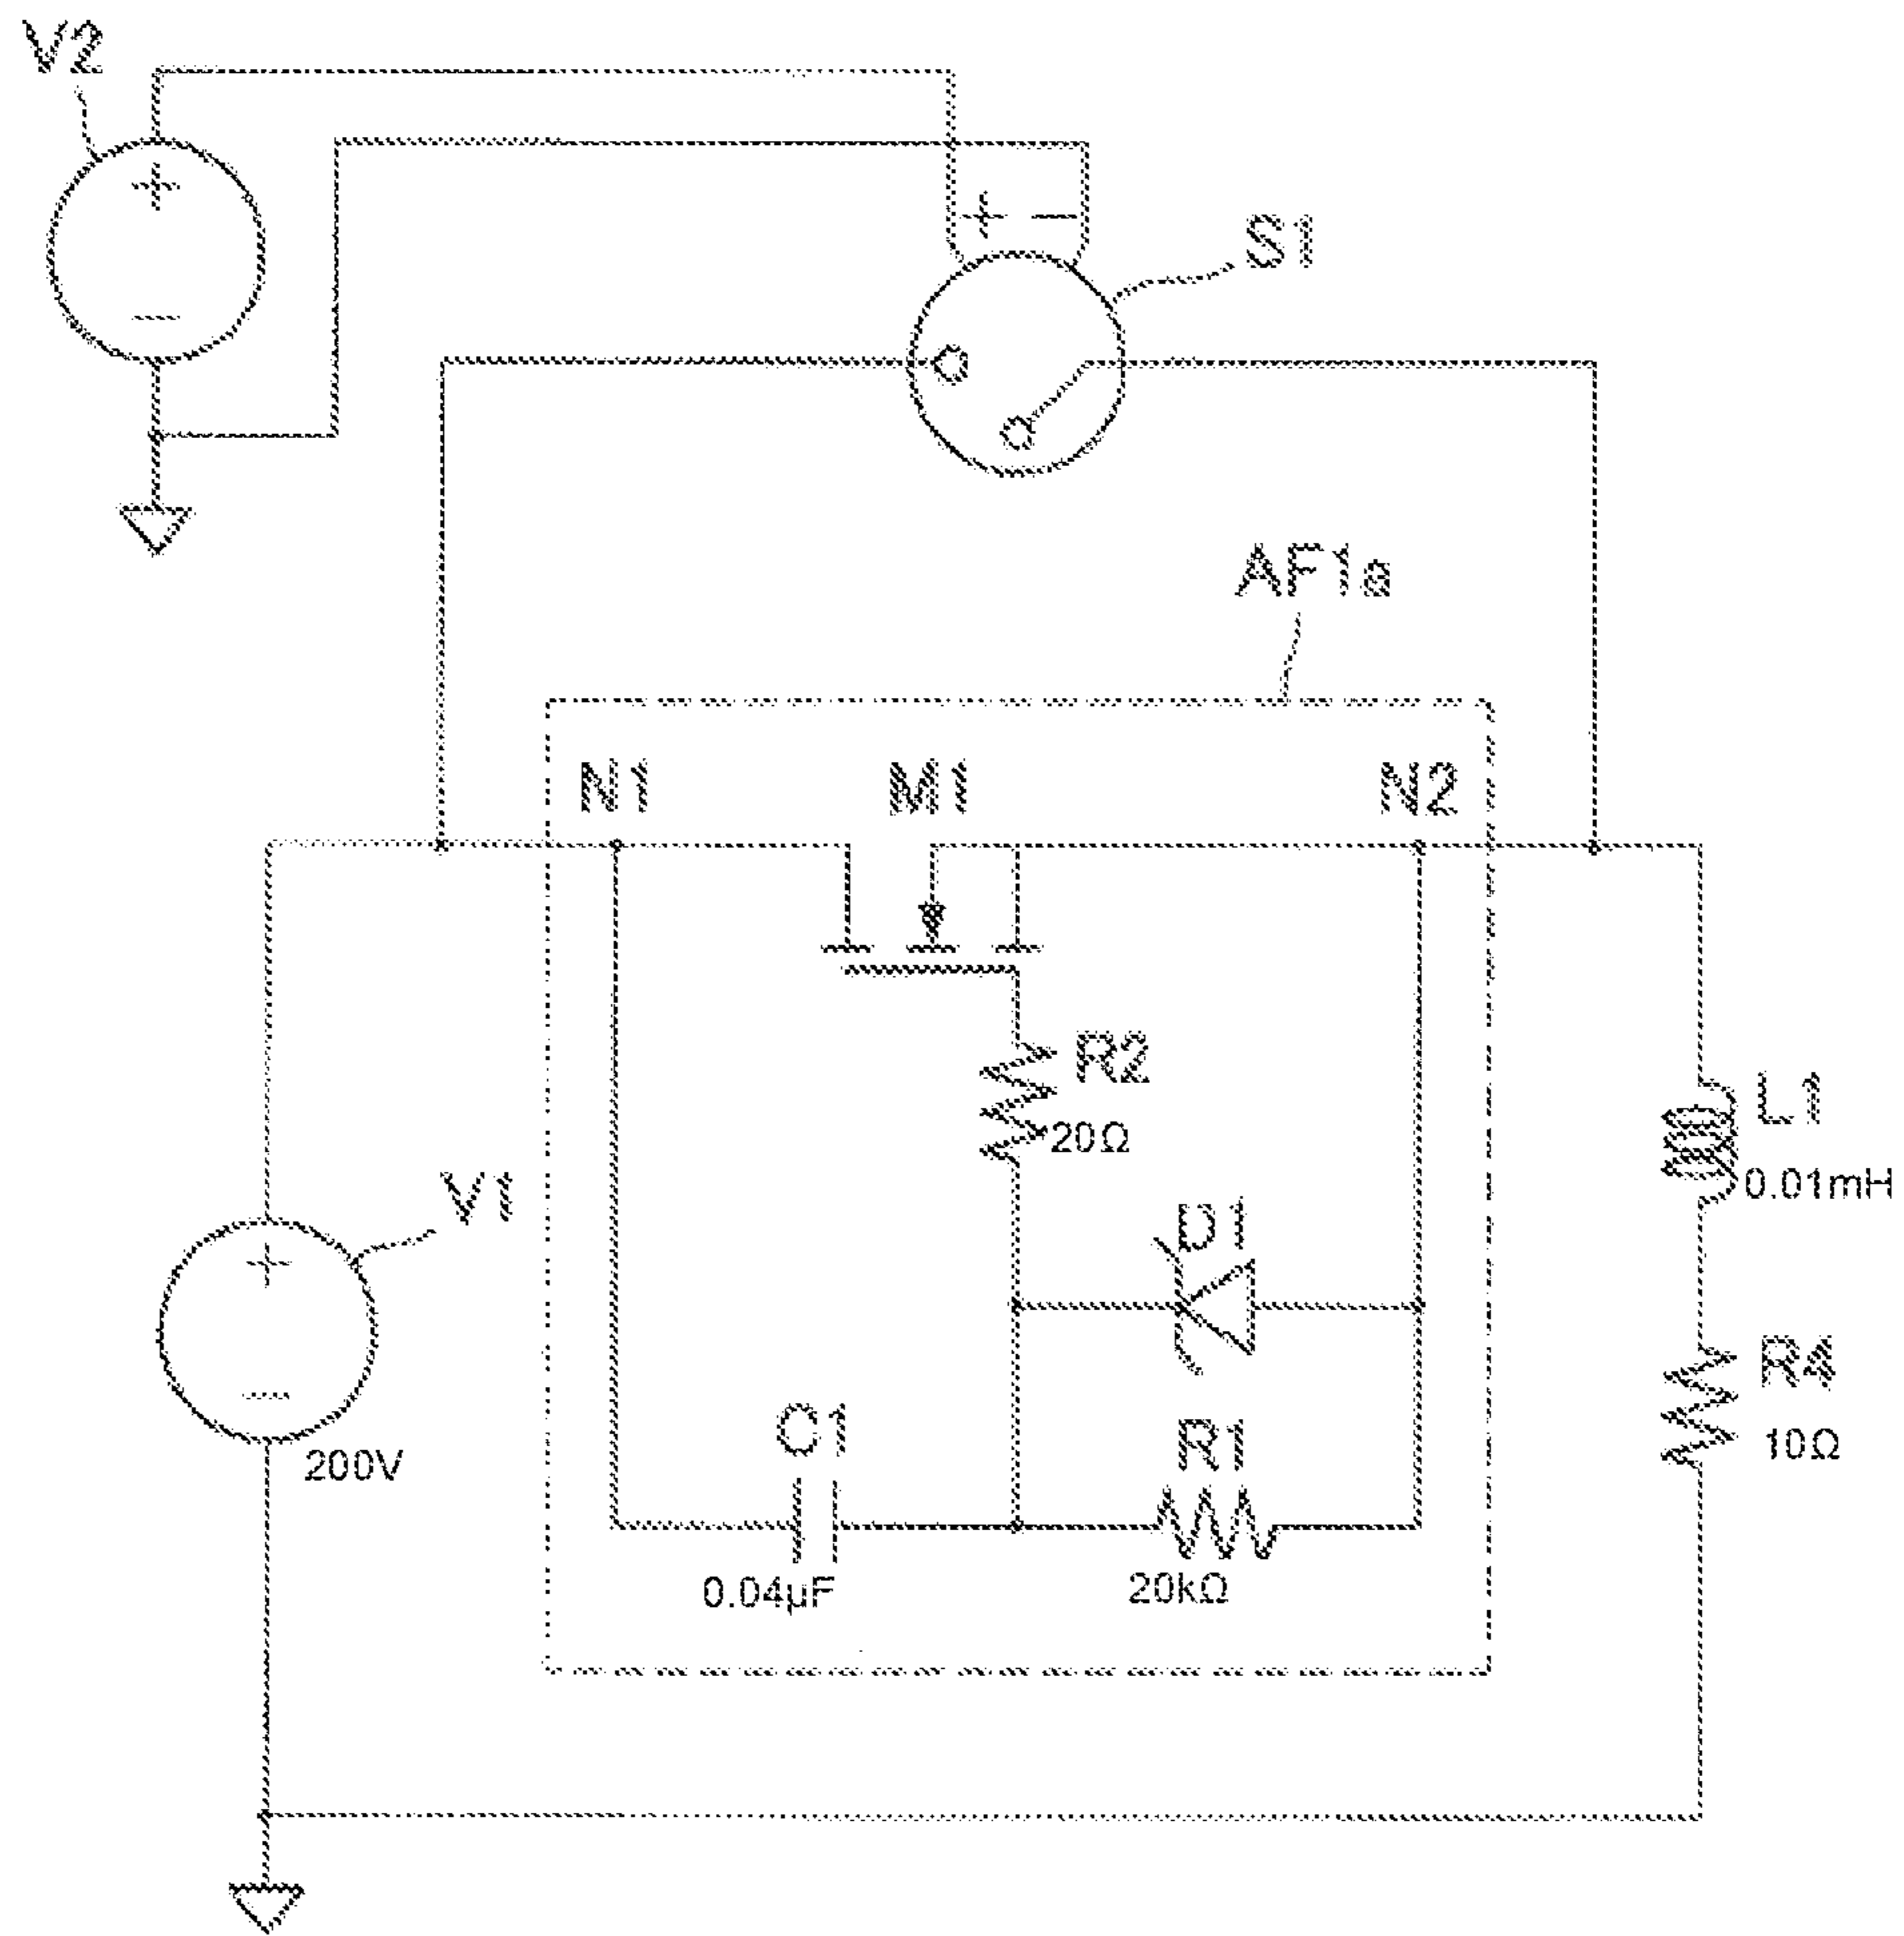 V2
+
−
+ −
S1
AF1a
N1 M1 N2
R2
20Ω
L1
0.01mH
V1
+
−
200V
D1
R4
10Ω
C1
0.04µF
R1
20kΩ